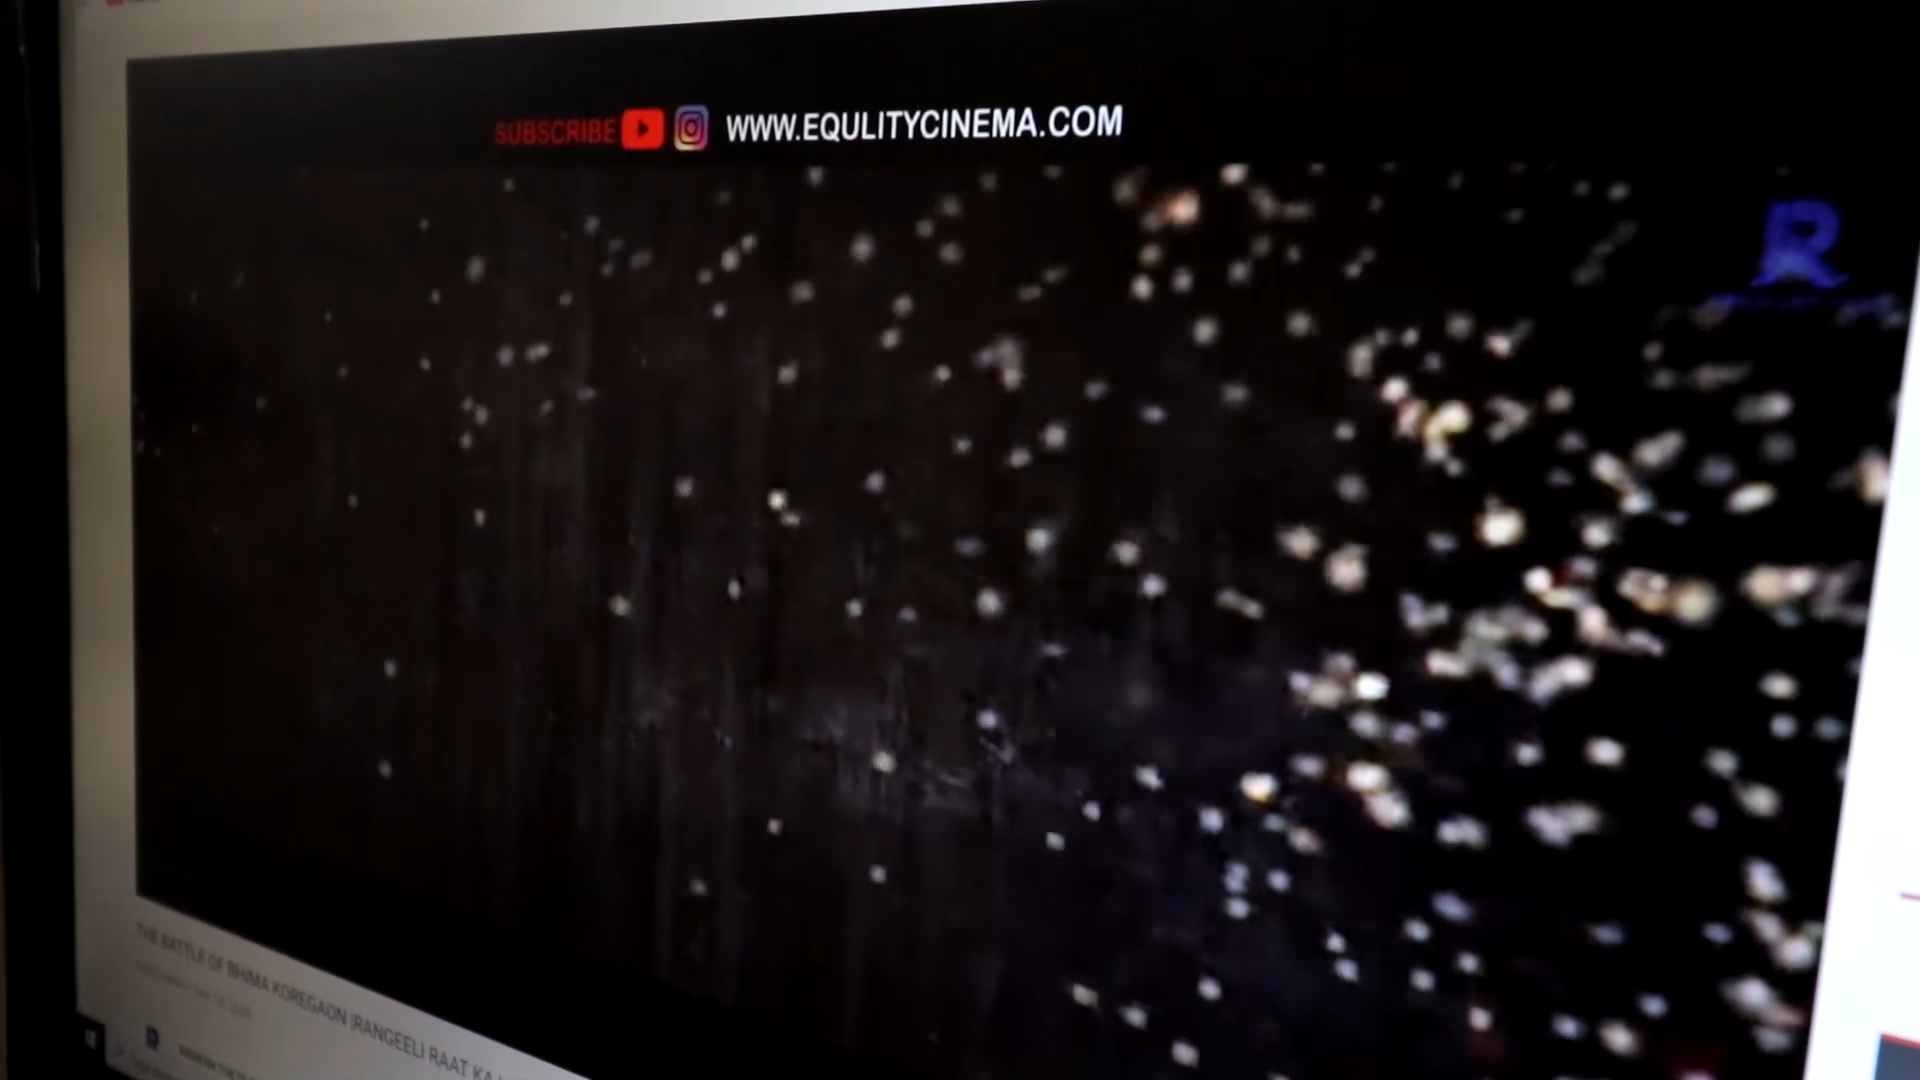 SUBSCRIBE WWW.EQULITYCINEMA.COM
R
THE BATTLE OF BHIMA KOREGAON |RANGEELI RAAT KA